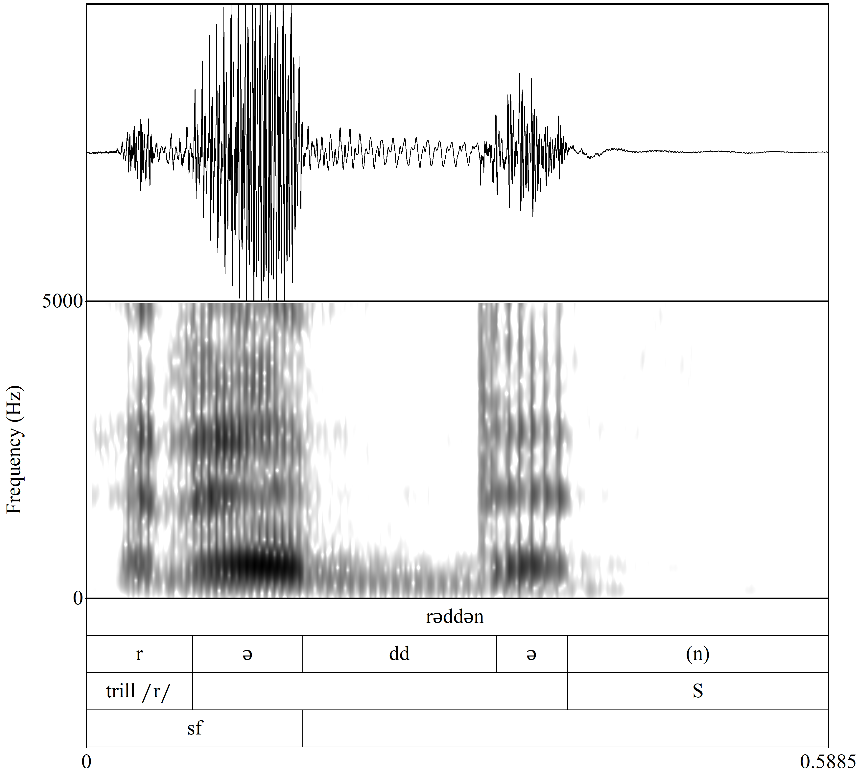 5000
Frequency (Hz)
0
rəddən
r ə dd ə (n)
trill /r/ S
sf
0 0.5885